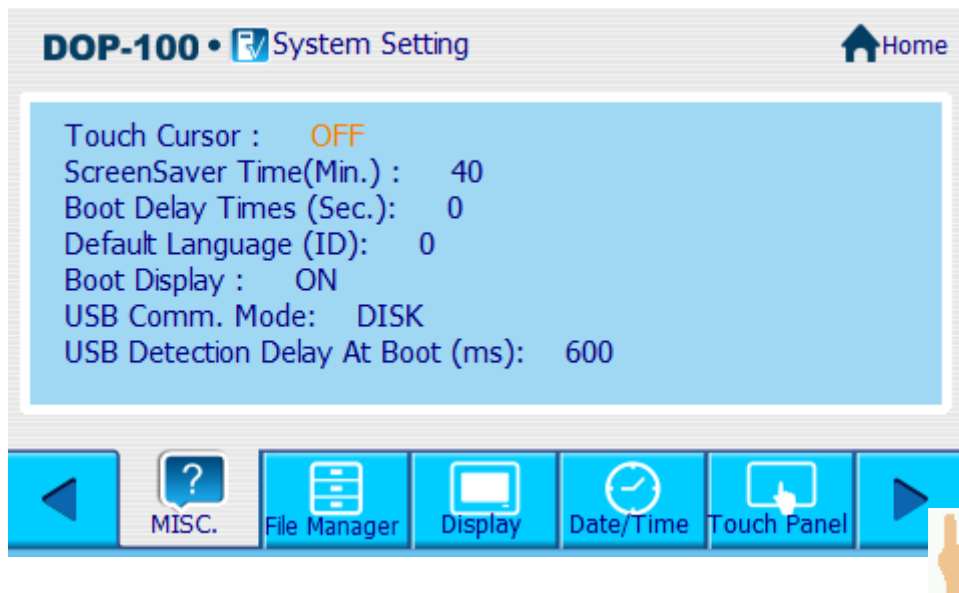 DOP-100 • System Setting
Home
Touch Cursor : OFF
ScreenSaver Time(Min.) : 40
Boot Delay Times (Sec.): 0
Default Language (ID): 0
Boot Display : ON
USB Comm. Mode: DISK
USB Detection Delay At Boot (ms): 600
?
MISC.
File Manager
Display
Date/Time
Touch Panel